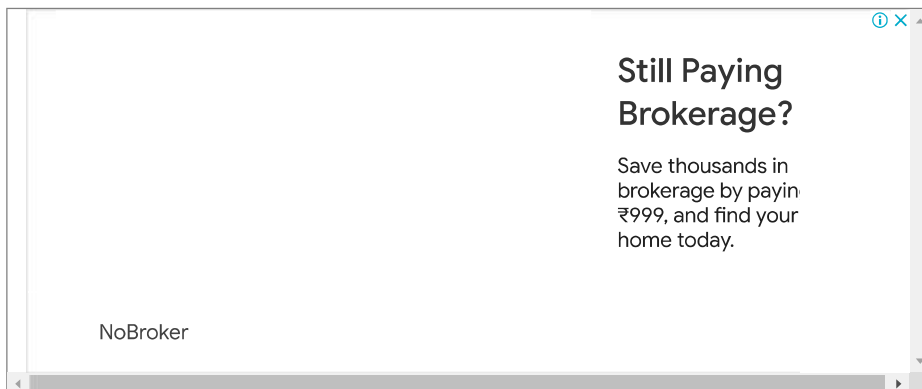 Still Paying
Brokerage?
Save thousands in
brokerage by payin
₹999, and find your
home today.
NoBroker